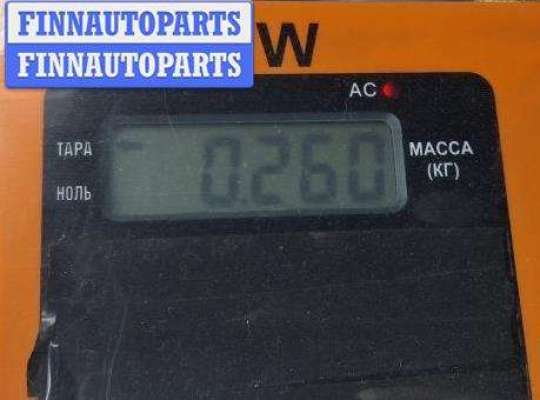 FINNAUTOPARTS
FINNAUTOPARTS
W
AC
ТАРА
0.260
МАССА
(КГ)
НОЛЬ